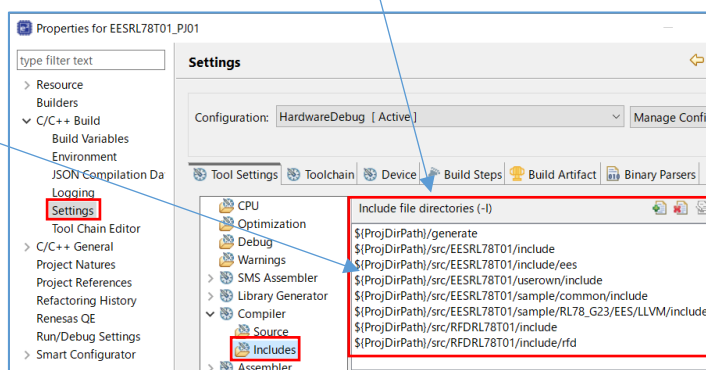 Properties for EESRL78T01_PJ01
type filter text
Settings
Resource
Builders
C/C++ Build
Build Variables
Environment
JSON Compilation Da
Logging
Settings
Tool Chain Editor
C/C++ General
Project Natures
Project References
Refactoring History
Renesas QE
Run/Debug Settings
Smart Configurator
Configuration: HardwareDebug [ Active ] Manage Confi
Tool Settings Toolchain Device Build Steps Build Artifact Binary Parsers
CPU
Optimization
Debug
Warnings
SMS Assembler
Library Generator
Compiler
Source
Includes
Assembler
Include file directories (-I)
${ProjDirPath}/generate
${ProjDirPath}/src/EESRL78T01/include
${ProjDirPath}/src/EESRL78T01/include/ees
${ProjDirPath}/src/EESRL78T01/userown/include
${ProjDirPath}/src/EESRL78T01/sample/common/include
${ProjDirPath}/src/EESRL78T01/sample/RL78_G23/EES/LLVM/include
${ProjDirPath}/src/RFDRL78T01/include
${ProjDirPath}/src/RFDRL78T01/include/rfd